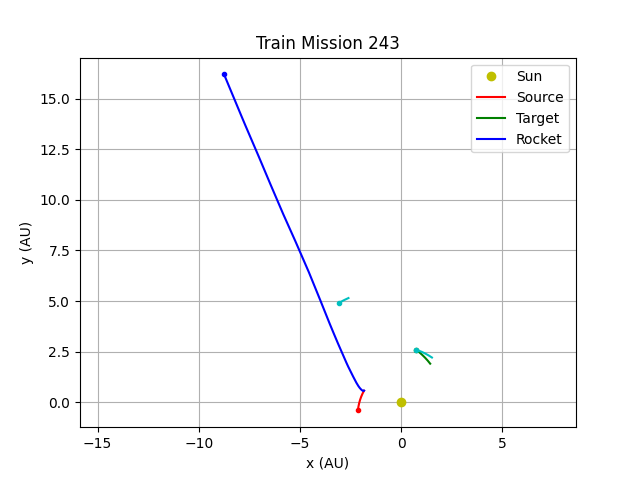 Train Mission 243
Sun
Source
Target
Rocket
15.0
12.5
10.0
7.5
5.0
2.5
0.0
y (AU)
−15
−10
−5
0
5
x (AU)